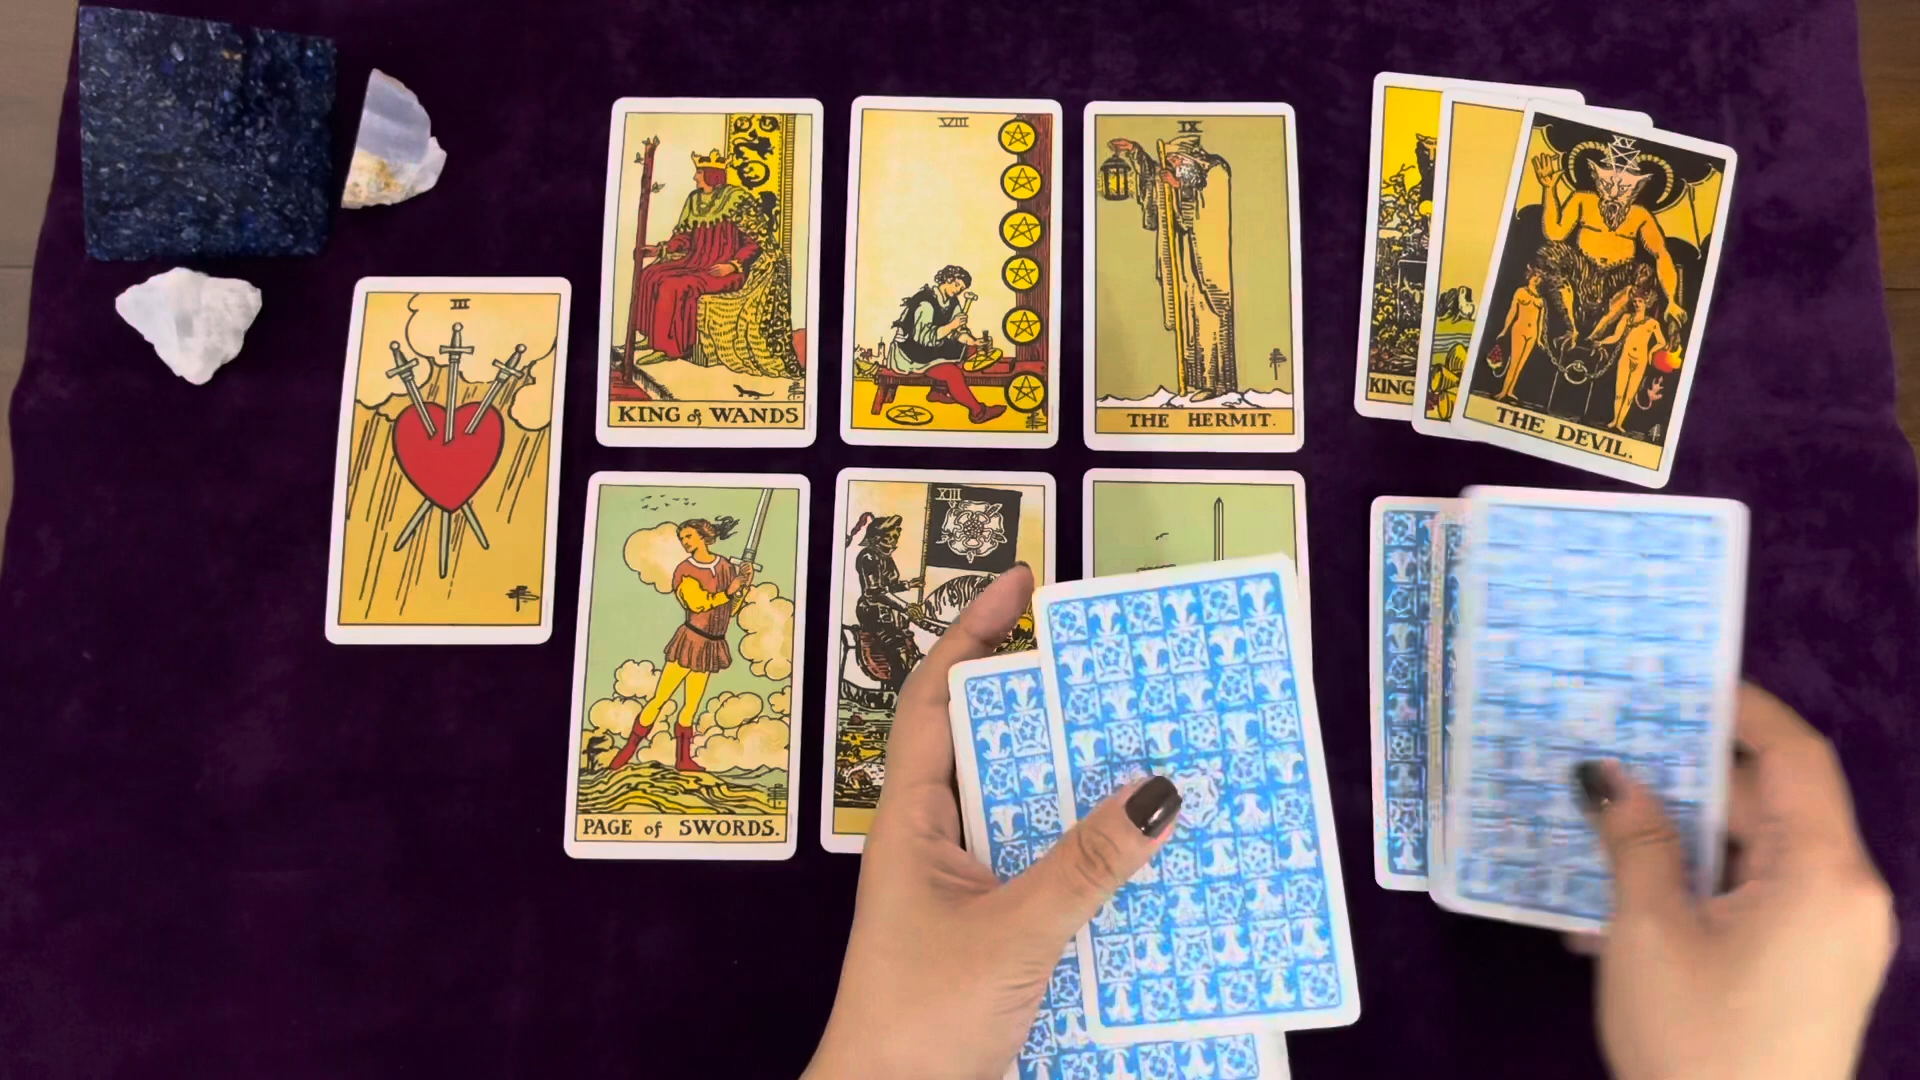 III
KING of WANDS
VIII
IX
THE HERMIT.
KING
XV
THE DEVIL.
PAGE of SWORDS.
XIII